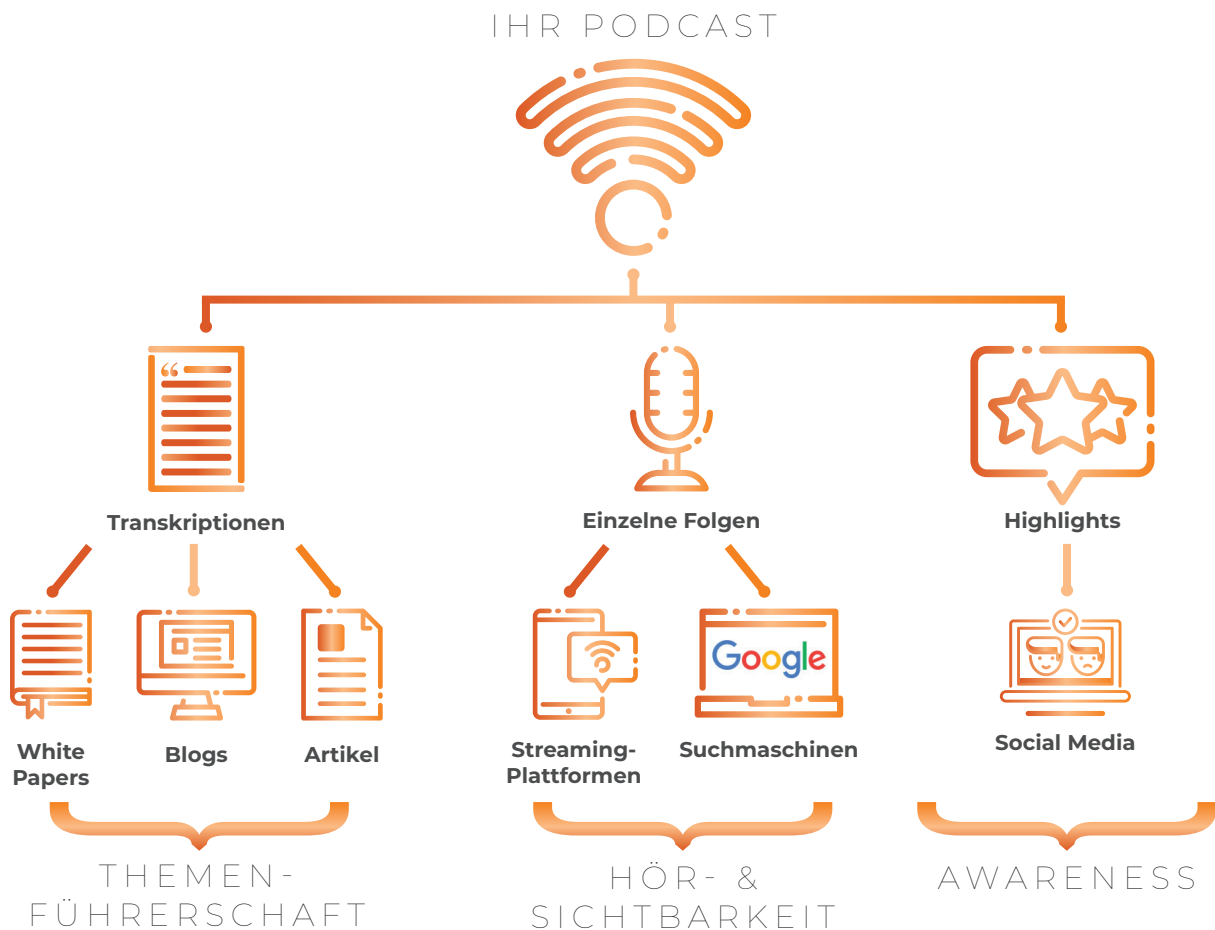 IHR PODCAST
Transkriptionen
Einzelne Folgen
Highlights
White
Papers
Blogs
Artikel
Streaming-
Plattformen
Google
Suchmaschinen
Social Media
THEMEN-
FÜHRERSCHAFT
HÖR- &
SICHTBARKEIT
AWARENESS